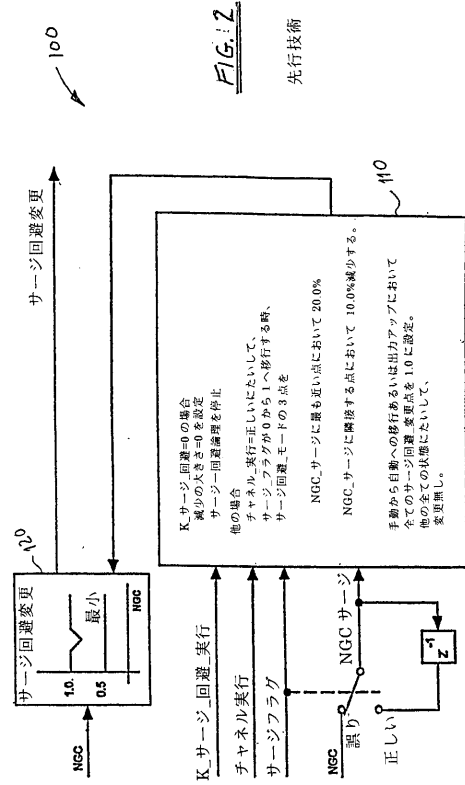 100
FIG. 2
先行技術
サージ回避変更
120
サージ回避変更
1.0.
0.5
最小
NGC
NGC
K_サージ_回避_実行
チャネル実行
サージフラグ
NGC
誤り
正しい
NGC サージ
Z⁻¹
110
K_サージ_回避=0 の場合
減少の大きさ=0 を設定
サージー回避論理を停止
他の場合
チャネル_実行=正しいにたいして、
サージ_フラグが 0 から 1 へ移行する時、
サージ回避_モードの 3 点を
NGC_サージに最も近い点において 20.0%
NGC_サージに隣接する点において 10.0%減少する。
手動から自動への移行あるいは出力アップにおいて
全てのサージ回避_変更点を 1.0 に設定。
他の全ての状態にたいして、
変更無し。